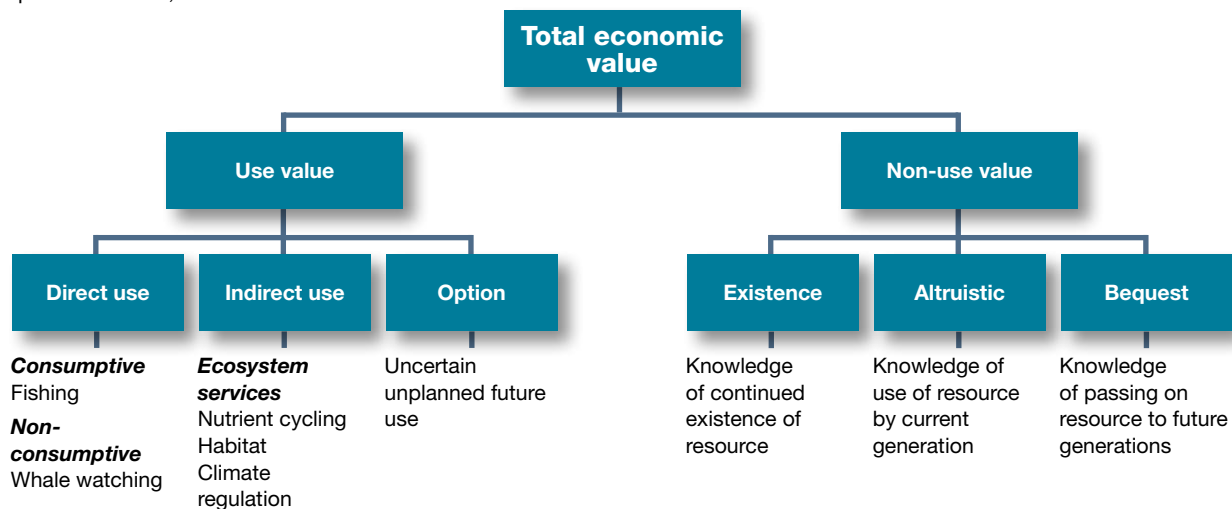 Total economic
value
Use value
Non-use value
Direct use
Indirect use
Option
Existence
Altruistic
Bequest
Consumptive
Fishing
Non-
consumptive
Whale watching
Ecosystem
services
Nutrient cycling
Habitat
Climate
regulation
Uncertain
unplanned future
use
Knowledge
of continued
existence of
resource
Knowledge of
use of resource
by current
generation
Knowledge
of passing on
resource to future
generations